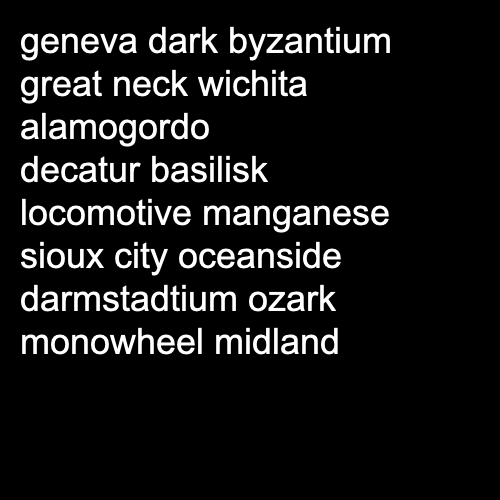 geneva dark byzantium
great neck wichita
alamogordo
decatur basilisk
locomotive manganese
sioux city oceanside
darmstadtium ozark
monowheel midland